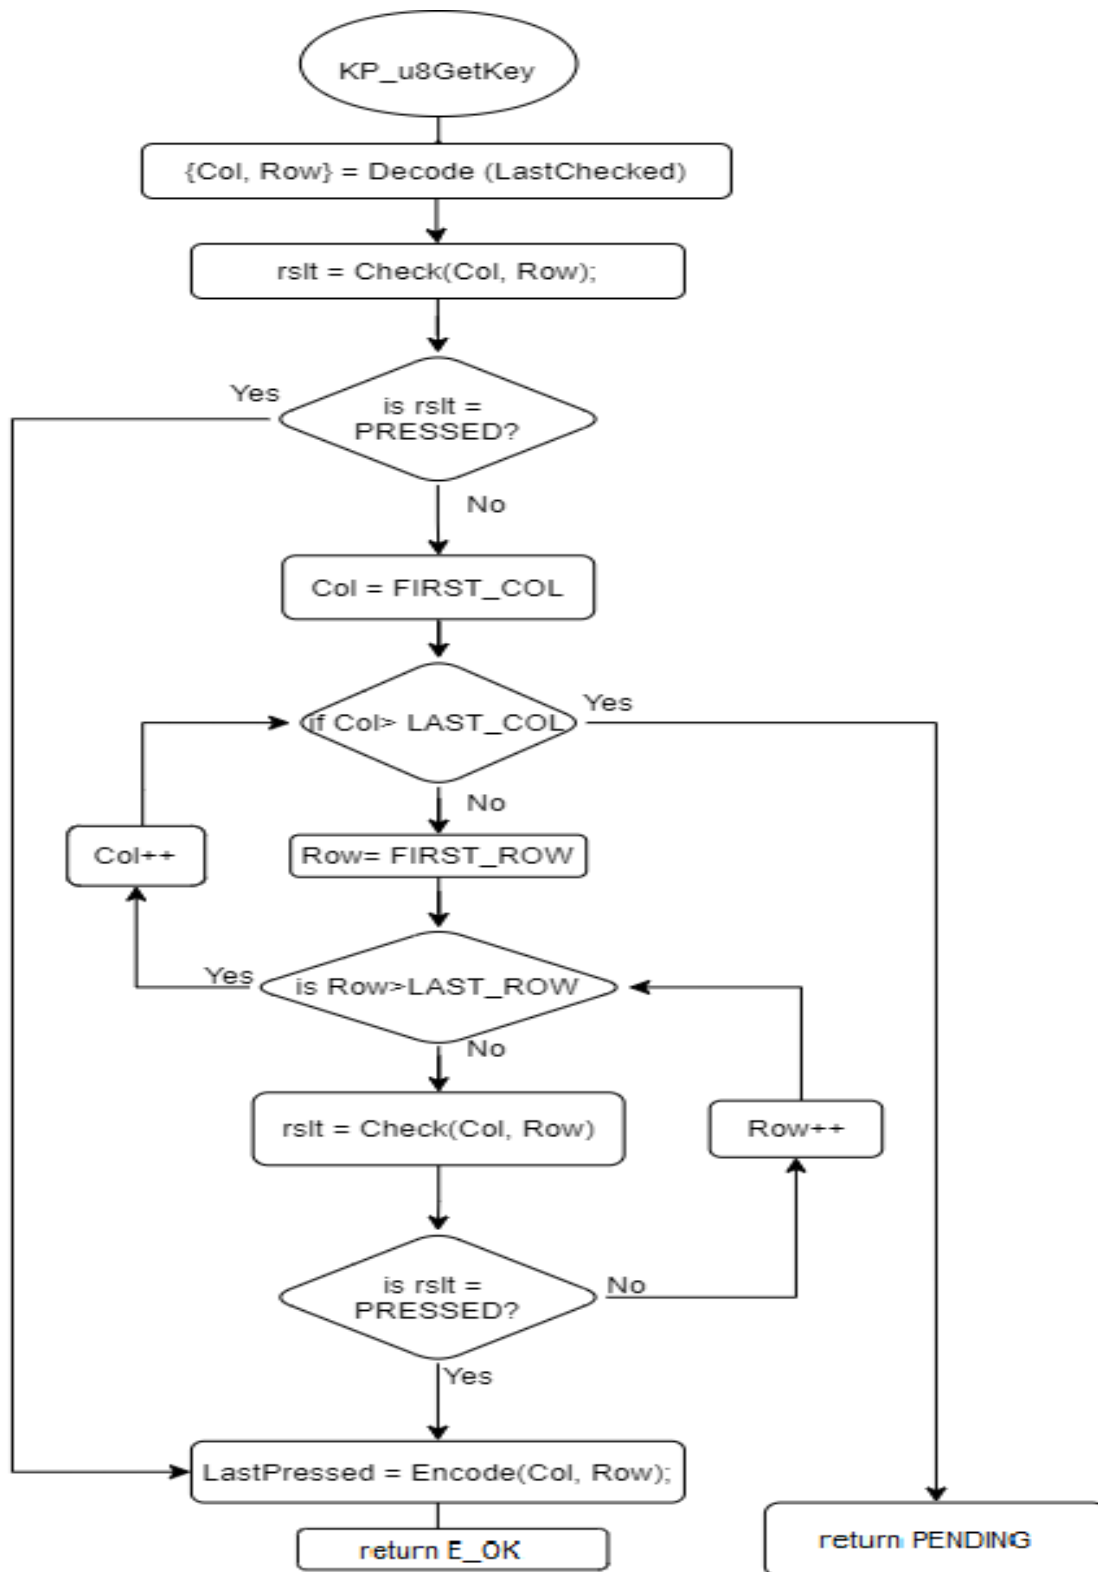 KP_u8GetKey
{Col, Row} = Decode (LastChecked)
rslt = Check(Col, Row);
Yes
is rslt =
PRESSED?
No
Col = FIRST_COL
if Col> LAST_COL
Yes
No
Col++
Row= FIRST_ROW
Yes
is Row>LAST_ROW
No
rslt = Check(Col, Row)
Row++
is rslt =
PRESSED?
No
Yes
LastPressed = Encode(Col, Row);
return E_OK
return PENDING